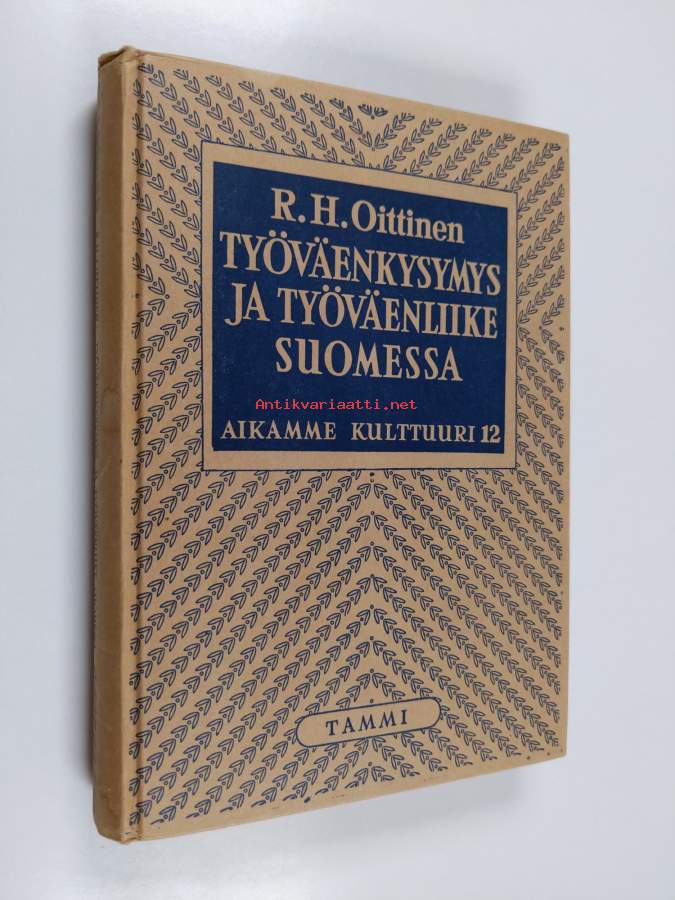 R. H. Oittinen
TYÖVÄENKYSYMYS
JA TYÖVÄENLIIKE
SUOMESSA
Antikvariaatti.net
AIKAMME KULTTUURI 12
TAMMI